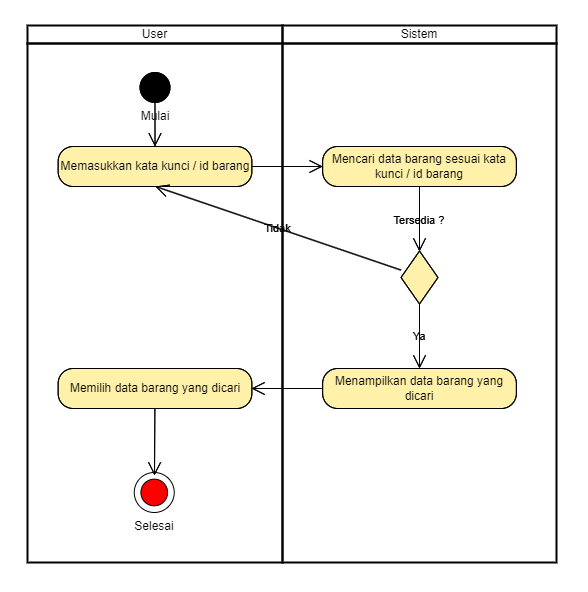 User
Sistem
Mulai
Memasukkan kata kunci / id barang
Mencari data barang sesuai kata
kunci / id barang
Tersedia ?
Tidak
Ya
Menampilkan data barang yang
dicari
Memilih data barang yang dicari
Selesai